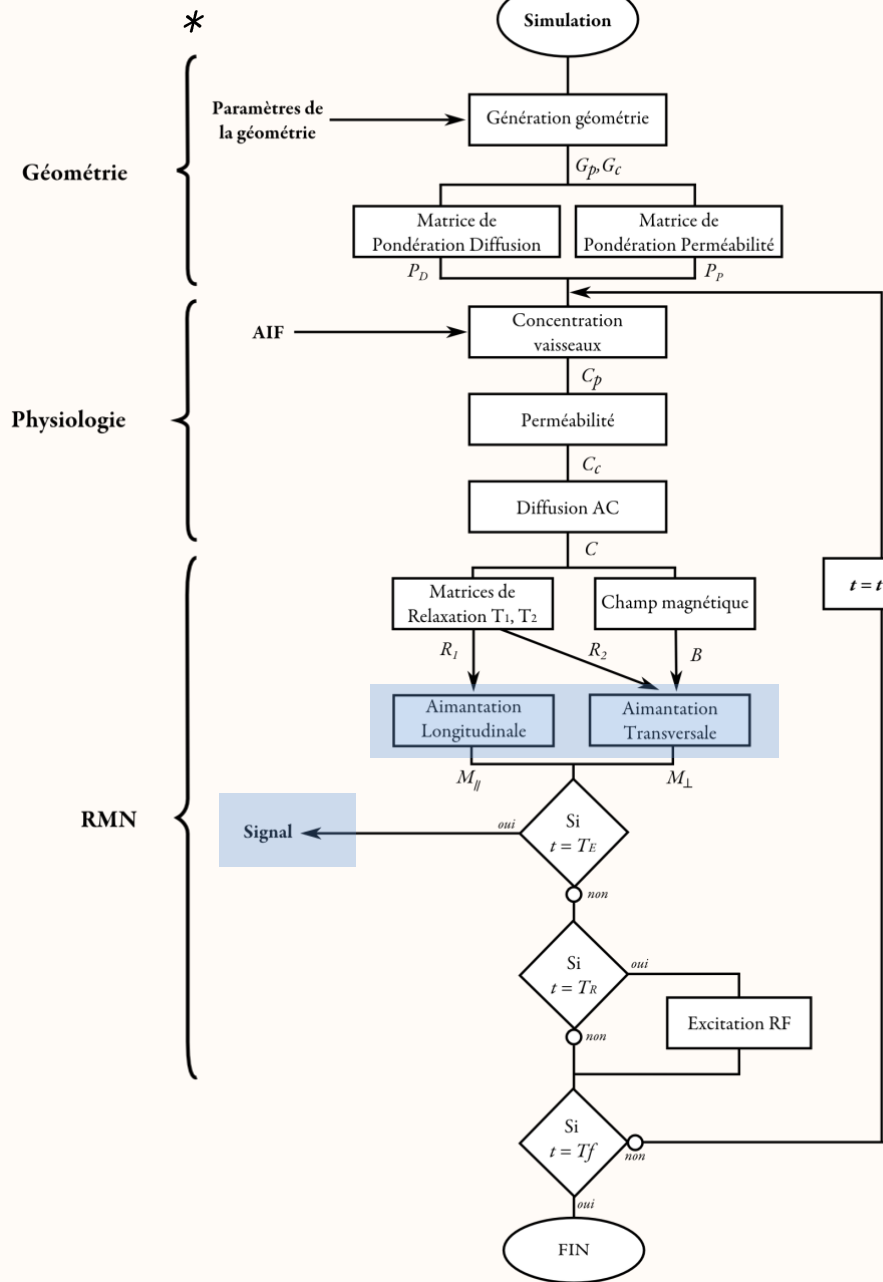 *
Simulation
Paramètres de
la géométrie
Génération géométrie
Géométrie
Gp,Gc
Matrice de
Pondération Diffusion
Matrice de
Pondération Perméabilité
PD
PP
AIF
Concentration
vaisseaux
Cp
Physiologie
Perméabilité
Cc
Diffusion AC
C
t = t
Matrices de
Relaxation T1, T2
Champ magnétique
R1
R2
B
Aimantation
Longitudinale
Aimantation
Transversale
M∥
M⊥
RMN
Signal
oui
Si
t = TE
non
Si
t = TR
oui
Excitation RF
non
Si
t = Tf
non
oui
FIN